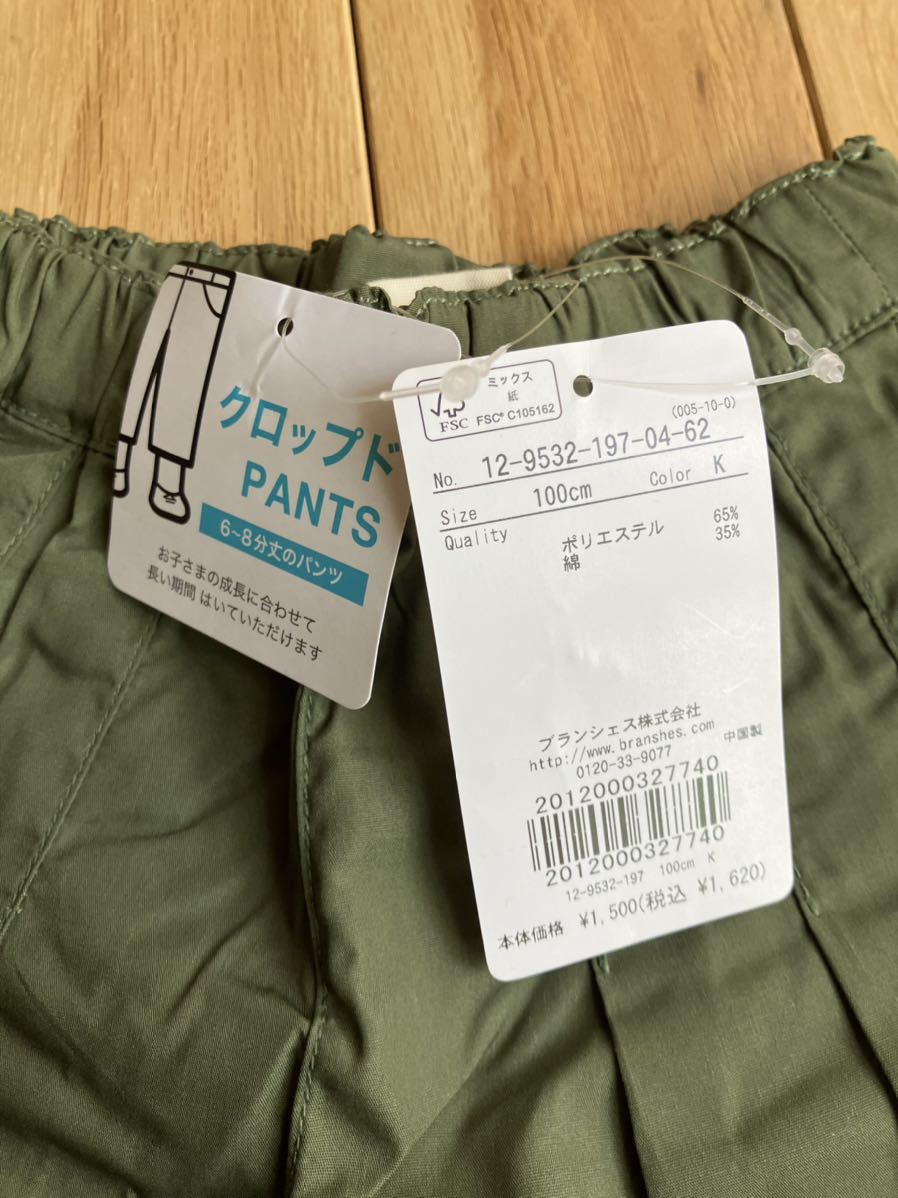 クロップド
PANTS
6~8分丈のパンツ
お子さまの成長に合わせて
長い期間 はいていただけます
FSC
ミックス
紙
FSC® C105162
(005-10-0)
No. 12-9532-197-04-62
Size 100cm Color K
Quality ポリエステル 65%
綿 35%
ブランシェス株式会社
http://www.branshes.com
0120-33-9077 中国製
2012000327740
2012000327740
12-9532-197 100cm K
本体価格 ¥1,500(税込 ¥1,620)